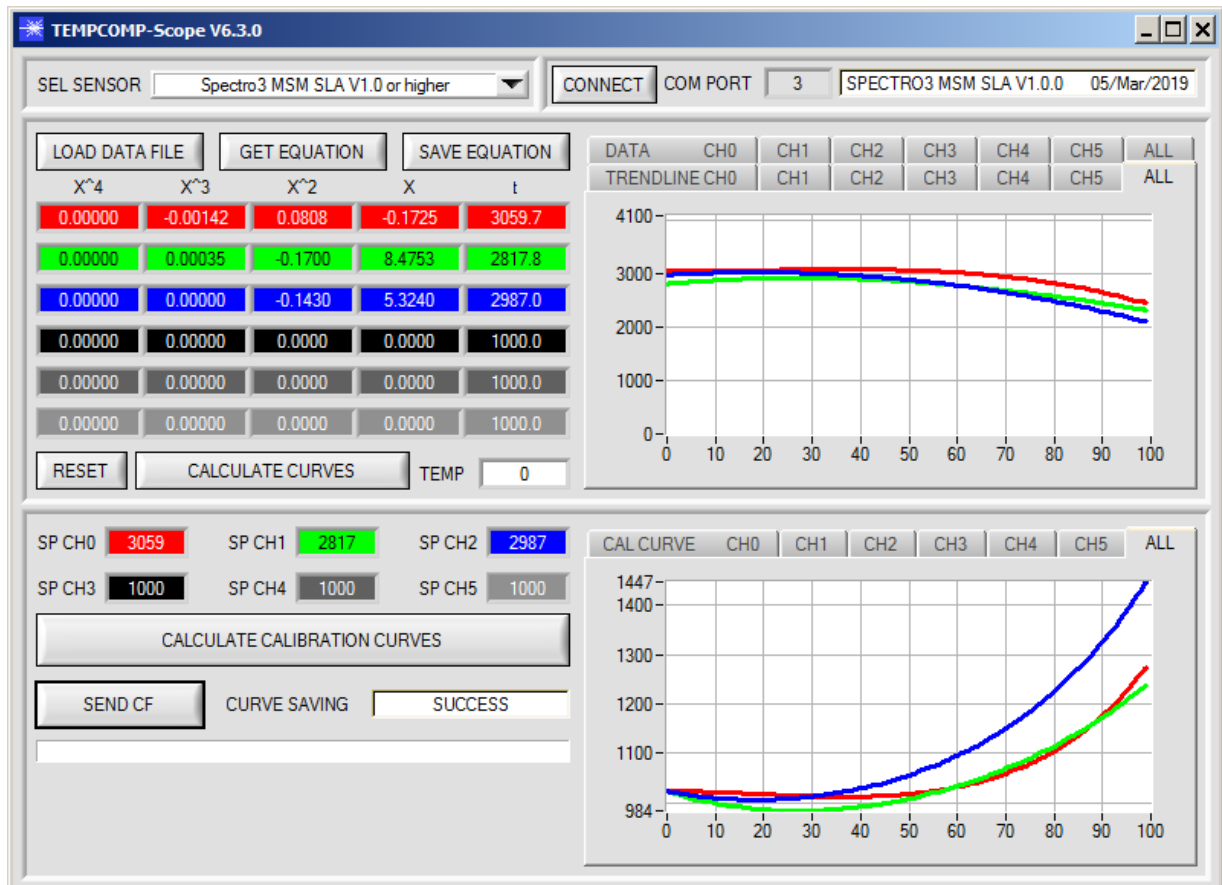 TEMPCOMP-Scope V6.3.0
SEL SENSOR Spectro3 MSM SLA V1.0 or higher CONNECT COM PORT 3 SPECTRO3 MSM SLA V1.0.0 05/Mar/2019
LOAD DATA FILE GET EQUATION SAVE EQUATION
X^4 X^3 X^2 X t
0.00000 -0.00142 0.0808 -0.1725 3059.7
0.00000 0.00035 -0.1700 8.4753 2817.8
0.00000 0.00000 -0.1430 5.3240 2987.0
0.00000 0.00000 0.0000 0.0000 1000.0
0.00000 0.00000 0.0000 0.0000 1000.0
0.00000 0.00000 0.0000 0.0000 1000.0
RESET CALCULATE CURVES TEMP 0
DATA CH0 CH1 CH2 CH3 CH4 CH5 ALL
TRENDLINE CH0 CH1 CH2 CH3 CH4 CH5 ALL
4100
3000
2000
1000
0
0 10 20 30 40 50 60 70 80 90 100
SP CH0 3059 SP CH1 2817 SP CH2 2987
SP CH3 1000 SP CH4 1000 SP CH5 1000
CALCULATE CALIBRATION CURVES
SEND CF CURVE SAVING SUCCESS
CAL CURVE CH0 CH1 CH2 CH3 CH4 CH5 ALL
1447
1400
1300
1200
1100
984
0 10 20 30 40 50 60 70 80 90 100